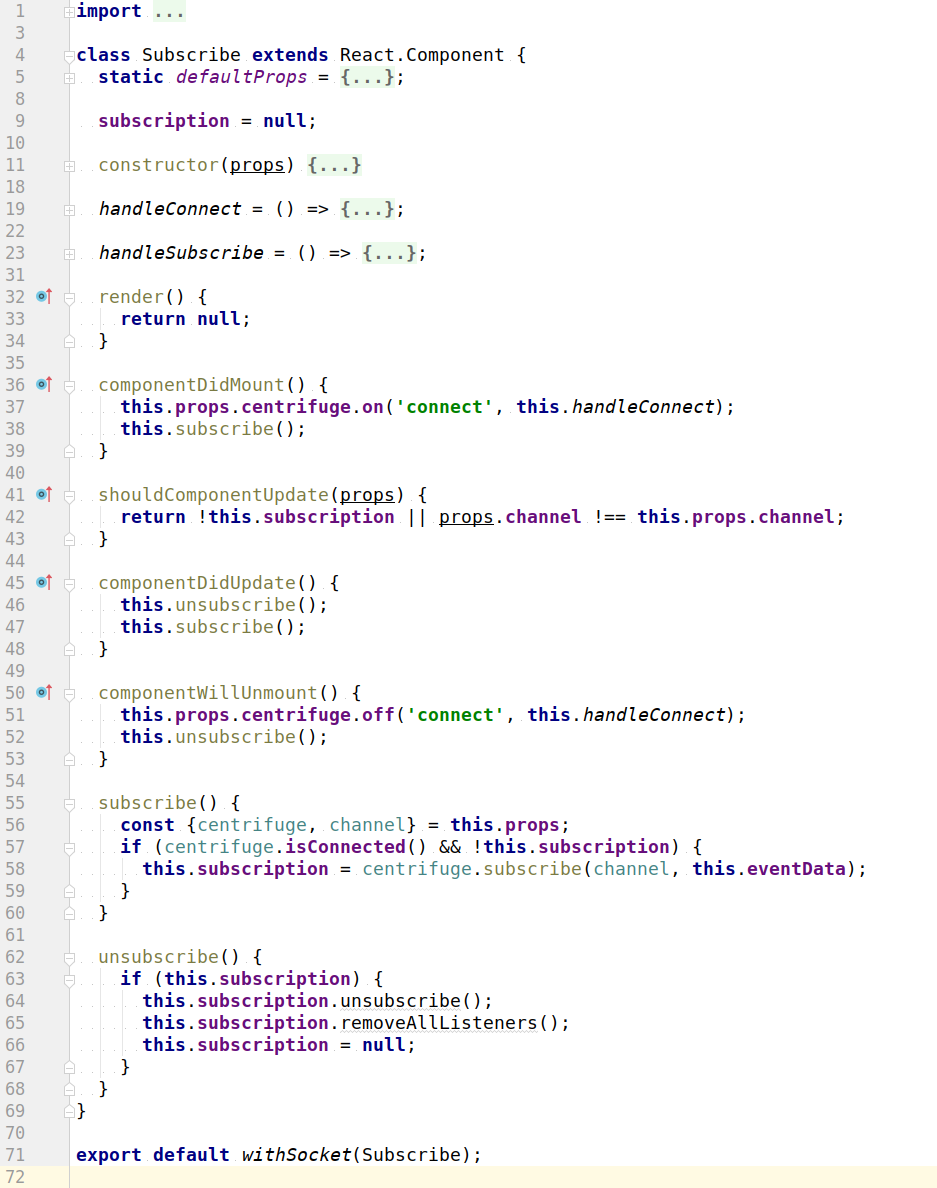 1 import ...
3
4 class Subscribe extends React.Component {
5   static defaultProps = {...};
8
9   subscription = null;
10
11   constructor(props) {...}
18
19   handleConnect = () => {...};
22
23   handleSubscribe = () => {...};
31
32   render() {
33     return null;
34   }
35
36   componentDidMount() {
37     this.props.centrifuge.on('connect', this.handleConnect);
38     this.subscribe();
39   }
40
41   shouldComponentUpdate(props) {
42     return !this.subscription || props.channel !== this.props.channel;
43   }
44
45   componentDidUpdate() {
46     this.unsubscribe();
47     this.subscribe();
48   }
49
50   componentWillUnmount() {
51     this.props.centrifuge.off('connect', this.handleConnect);
52     this.unsubscribe();
53   }
54
55   subscribe() {
56     const {centrifuge, channel} = this.props;
57     if (centrifuge.isConnected() && !this.subscription) {
58       this.subscription = centrifuge.subscribe(channel, this.eventData);
59     }
60   }
61
62   unsubscribe() {
63     if (this.subscription) {
64       this.subscription.unsubscribe();
65       this.subscription.removeAllListeners();
66       this.subscription = null;
67     }
68   }
69 }
70
71 export default withSocket(Subscribe);
72